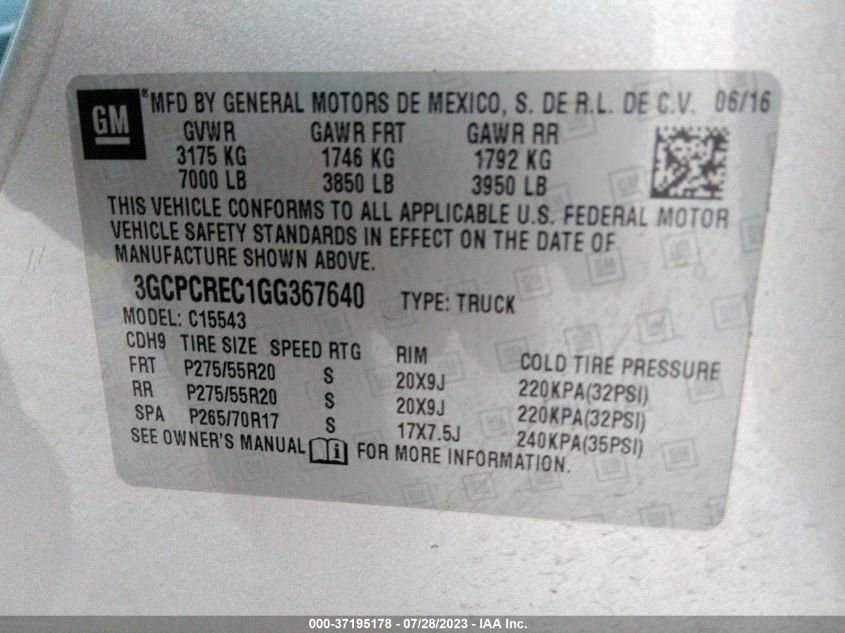 GM ® MFD BY GENERAL MOTORS DE MEXICO, S. DE R.L. DE C.V. 06/16
GVWR GAWR FRT GAWR RR
3175 KG 1746 KG 1792 KG
7000 LB 3850 LB 3950 LB
THIS VEHICLE CONFORMS TO ALL APPLICABLE U.S. FEDERAL MOTOR
VEHICLE SAFETY STANDARDS IN EFFECT ON THE DATE OF
MANUFACTURE SHOWN ABOVE.
3GCPCREC1GG367640 TYPE: TRUCK
MODEL: C15543
CDH9 TIRE SIZE SPEED RTG RIM COLD TIRE PRESSURE
FRT P275/55R20 S 20X9J 220KPA(32PSI)
RR P275/55R20 S 20X9J 220KPA(32PSI)
SPA P265/70R17 S 17X7.5J 240KPA(35PSI)
SEE OWNER'S MANUAL i FOR MORE INFORMATION.
000-37195178 - 07/28/2023 - © IAA Inc.